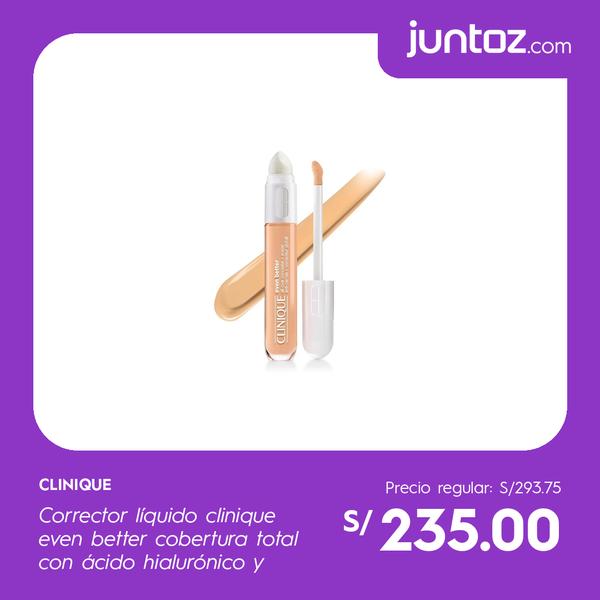 juntoz.com
CLINIQUE
even better
CLINIQUE
Corrector líquido clinique
even better cobertura total
con ácido hialurónico y
Precio regular: S/293.75
S/ 235.00